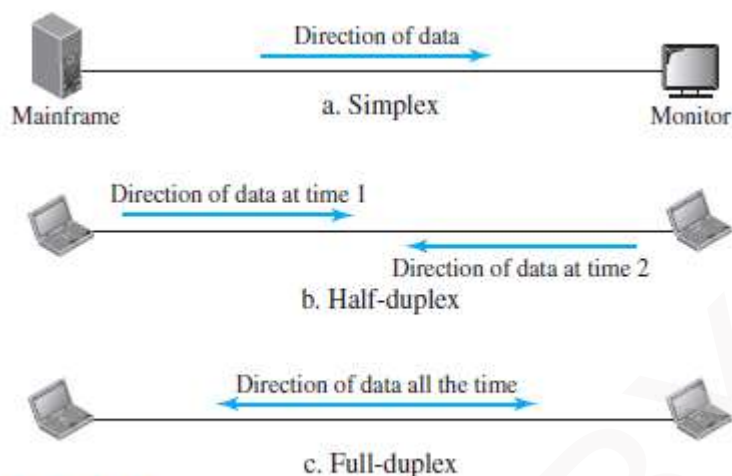 Direction of data
Mainframe
a. Simplex
Monitor
Direction of data at time 1
Direction of data at time 2
b. Half-duplex
Direction of data all the time
c. Full-duplex